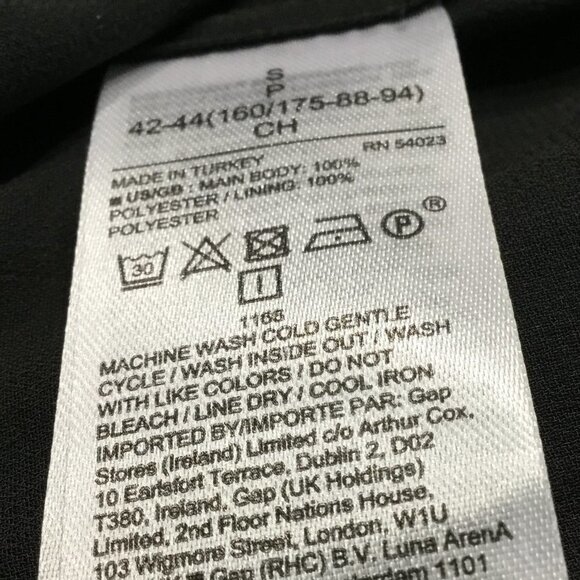 S
P
42-44(160/175-88-94)
CH
RN 54023
MADE IN TURKEY
■ US/GB : MAIN BODY: 100%
POLYESTER / LINING: 100%
POLYESTER
30
P®
1168
MACHINE WASH COLD GENTLE
CYCLE / WASH INSIDE OUT / WASH
WITH LIKE COLORS / DO NOT
BLEACH / LINE DRY / COOL IRON
IMPORTED BY/IMPORTE PAR: Gap
Stores (Ireland) Limited c/o Arthur Cox,
10 Earlsfort Terrace, Dublin 2, D02
T380, Ireland, Gap (UK Holdings)
Limited, 2nd Floor Nations House,
103 Wigmore Street, London, W1U
Gap (RHC) B.V. Luna ArenA
1101